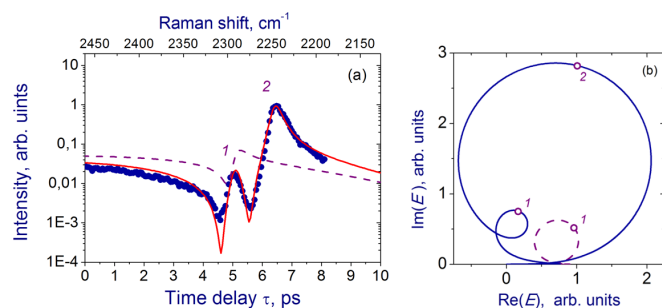 Raman shift, cm-1
2450 2400 2350 2300 2250 2200 2150
Intensity, arb. uints
10
1
0,1
0,01
1E-3
1E-4
(a)
2
1
0 1 2 3 4 5 6 7 8 9 10
Time delay τ, ps
Im(E), arb. units
3
2
1
0
(b)
2
1
1
-1 0 1 2
Re(E), arb. units